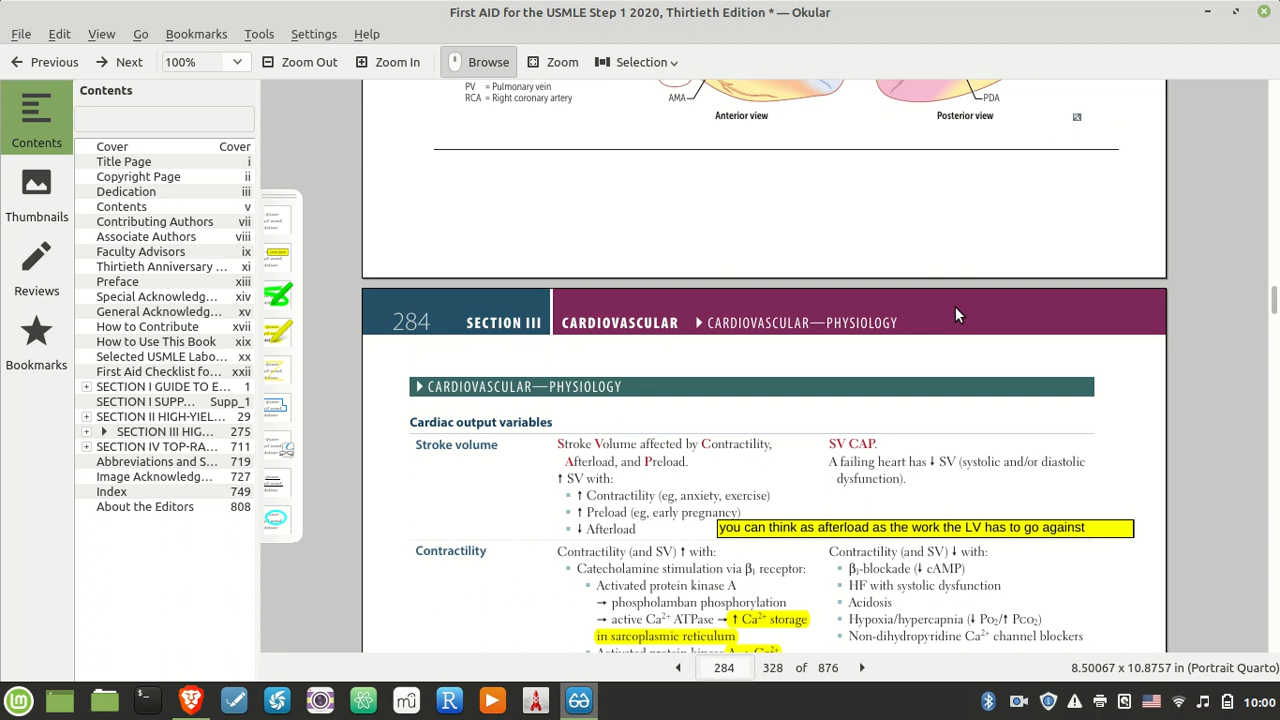 First AID for the USMLE Step 1 2020, Thirtieth Edition * — Okular
File Edit View Go Bookmarks Tools Settings Help
Previous Next 100% Zoom Out Zoom In Browse Zoom Selection
Contents
Thumbnails
Reviews
Bookmarks
Contents
Cover Cover
Title Page i
Copyright Page ii
Dedication iii
Contents v
Contributing Authors vii
Associate Authors viii
Faculty Advisors ix
Thirtieth Anniversary ... xi
Preface xiii
Special Acknowledg... xiv
General Acknowledg... xv
How to Contribute xvii
How to Use This Book xix
Selected USMLE Labo... xx
First Aid Checklist fo... xxii
SECTION I GUIDE TO E... 1
SECTION I SUPP... Supp_1
SECTION II HIGH-YIEL... 29
SECTION III HIG... 275
SECTION IV TOP-RA... 711
Abbreviations and S... 719
Image Acknowledg... 727
Index 749
About the Editors 808
PV = Pulmonary vein
RCA = Right coronary artery
AMA
Anterior view
PDA
Posterior view
284 SECTION III CARDIOVASCULAR ▶ CARDIOVASCULAR—PHYSIOLOGY
▶ CARDIOVASCULAR—PHYSIOLOGY
Cardiac output variables
Stroke volume
Stroke Volume affected by Contractility,
Afterload, and Preload.
↑ SV with:
▪ ↑ Contractility (eg, anxiety, exercise)
▪ ↑ Preload (eg, early pregnancy)
▪ ↓ Afterload
SV CAP.
A failing heart has ↓ SV (systolic and/or diastolic
dysfunction).
you can think as afterload as the work the LV has to go against
Contractility
Contractility (and SV) ↑ with:
▪ Catecholamine stimulation via β₁ receptor:
▪ Activated protein kinase A
→ phospholamban phosphorylation
→ active Ca²⁺ ATPase → ↑ Ca²⁺ storage
in sarcoplasmic reticulum
Contractility (and SV) ↓ with:
▪ β₁-blockade (↓ cAMP)
▪ HF with systolic dysfunction
▪ Acidosis
▪ Hypoxia/hypercapnia (↓ PO₂/↑ PCO₂)
▪ Non-dihydropyridine Ca²⁺ channel blockers
284 328 of 876
8.50067 x 10.8757 in (Portrait Quarto)
10:00